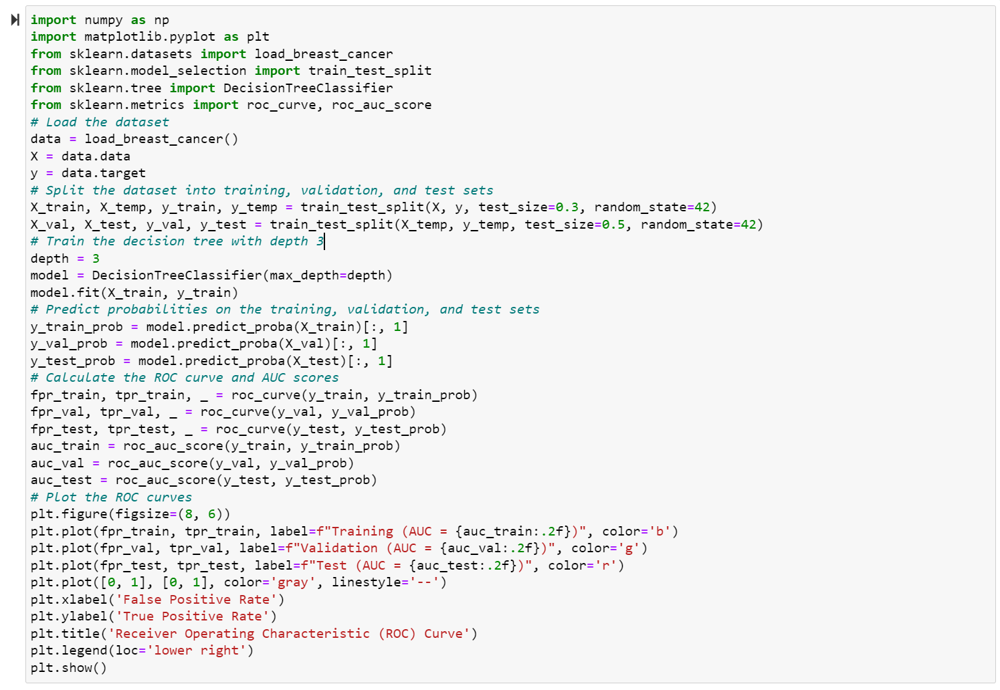 import numpy as np
import matplotlib.pyplot as plt
from sklearn.datasets import load_breast_cancer
from sklearn.model_selection import train_test_split
from sklearn.tree import DecisionTreeClassifier
from sklearn.metrics import roc_curve, roc_auc_score
# Load the dataset
data = load_breast_cancer()
X = data.data
y = data.target
# Split the dataset into training, validation, and test sets
X_train, X_temp, y_train, y_temp = train_test_split(X, y, test_size=0.3, random_state=42)
X_val, X_test, y_val, y_test = train_test_split(X_temp, y_temp, test_size=0.5, random_state=42)
# Train the decision tree with depth 3
depth = 3
model = DecisionTreeClassifier(max_depth=depth)
model.fit(X_train, y_train)
# Predict probabilities on the training, validation, and test sets
y_train_prob = model.predict_proba(X_train)[:, 1]
y_val_prob = model.predict_proba(X_val)[:, 1]
y_test_prob = model.predict_proba(X_test)[:, 1]
# Calculate the ROC curve and AUC scores
fpr_train, tpr_train, _ = roc_curve(y_train, y_train_prob)
fpr_val, tpr_val, _ = roc_curve(y_val, y_val_prob)
fpr_test, tpr_test, _ = roc_curve(y_test, y_test_prob)
auc_train = roc_auc_score(y_train, y_train_prob)
auc_val = roc_auc_score(y_val, y_val_prob)
auc_test = roc_auc_score(y_test, y_test_prob)
# Plot the ROC curves
plt.figure(figsize=(8, 6))
plt.plot(fpr_train, tpr_train, label=f"Training (AUC = {auc_train:.2f})", color='b')
plt.plot(fpr_val, tpr_val, label=f"Validation (AUC = {auc_val:.2f})", color='g')
plt.plot(fpr_test, tpr_test, label=f"Test (AUC = {auc_test:.2f})", color='r')
plt.plot([0, 1], [0, 1], color='gray', linestyle='--')
plt.xlabel('False Positive Rate')
plt.ylabel('True Positive Rate')
plt.title('Receiver Operating Characteristic (ROC) Curve')
plt.legend(loc='lower right')
plt.show()